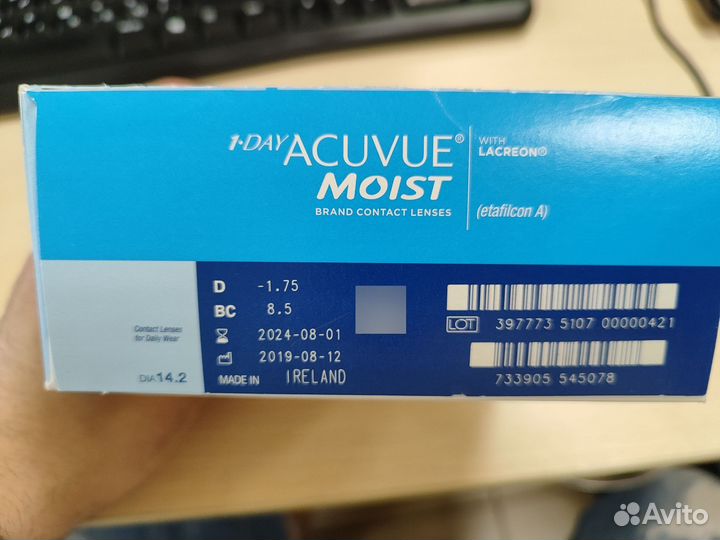 1·DAY ACUVUE® WITH LACREON®
MOIST
BRAND CONTACT LENSES
(etafilcon A)
D -1.75
BC 8.5
2024-08-01
2019-08-12
MADE IN IRELAND
Contact Lenses
for Daily Wear
DIA14.2
LOT 397773 5107 00000421
733905 545078
Avito